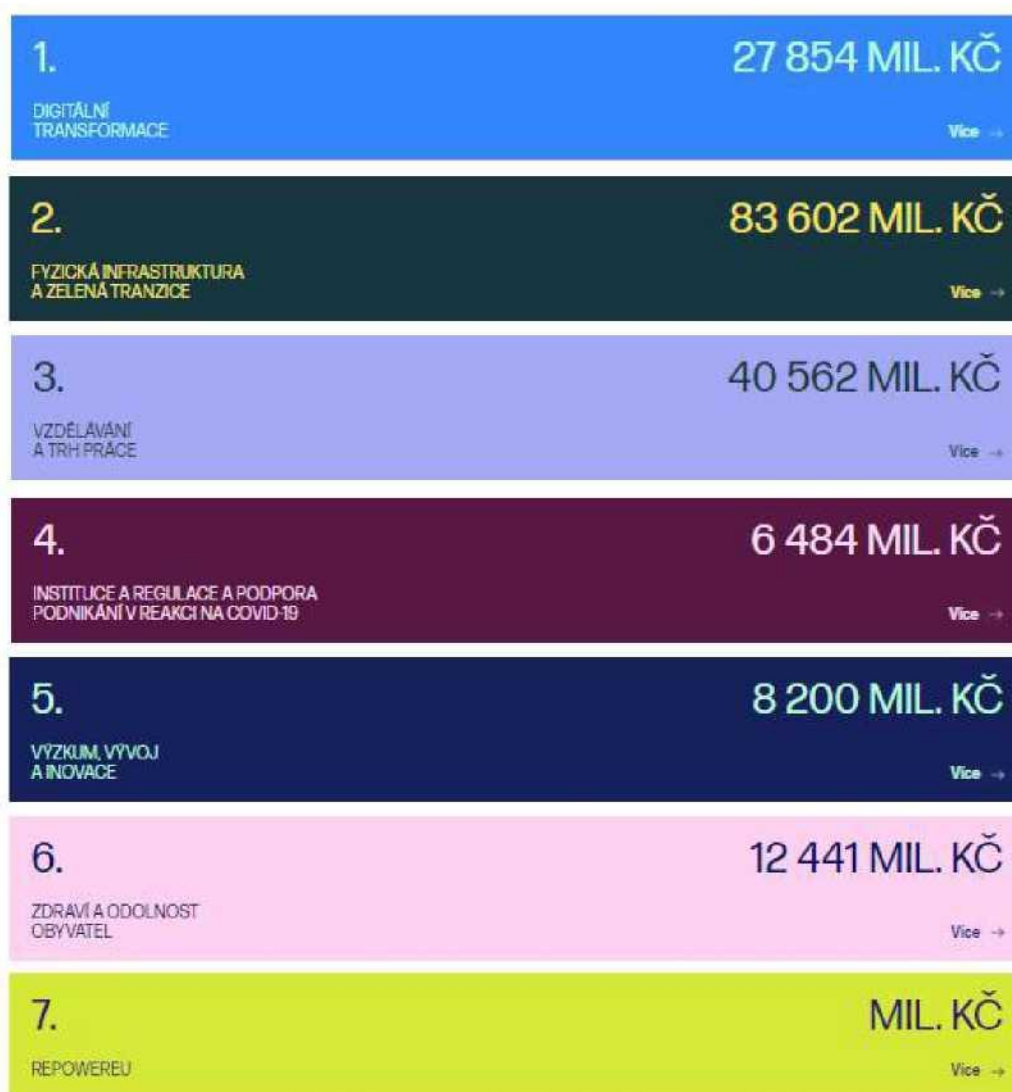 1.
27 854 MIL. KČ
DIGITÁLNÍ
TRANSFORMACE
Více →
2.
83 602 MIL. KČ
FYZICKÁ INFRASTRUKTURA
A ZELENÁ TRANZICE
Více →
3.
40 562 MIL. KČ
VZDĚLÁVÁNÍ
A TRH PRÁCE
Více →
4.
6 484 MIL. KČ
INSTITUCE A REGULACE A PODPORA
PODNIKÁNÍ V REAKCI NA COVID-19
Více →
5.
8 200 MIL. KČ
VÝZKUM, VÝVOJ
A INOVACE
Více →
6.
12 441 MIL. KČ
ZDRAVÍ A ODOLNOST
OBYVATEL
Více →
7.
MIL. KČ
REPOWEREU
Více →